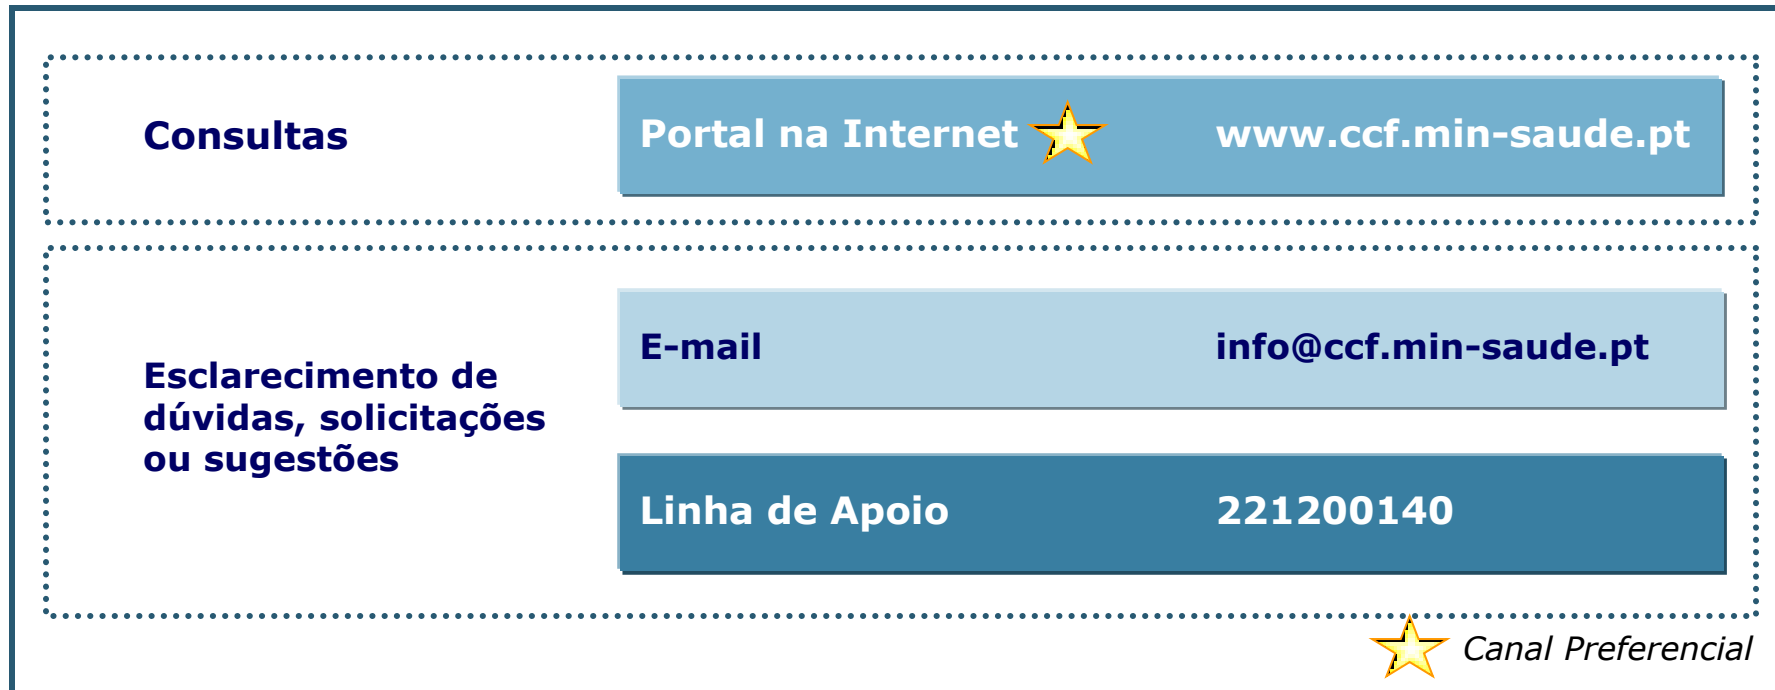 Consultas
Portal na Internet
www.ccf.min-saude.pt
Esclarecimento de
dúvidas, solicitações
ou sugestões
E-mail
info@ccf.min-saude.pt
Linha de Apoio
221200140
Canal Preferencial